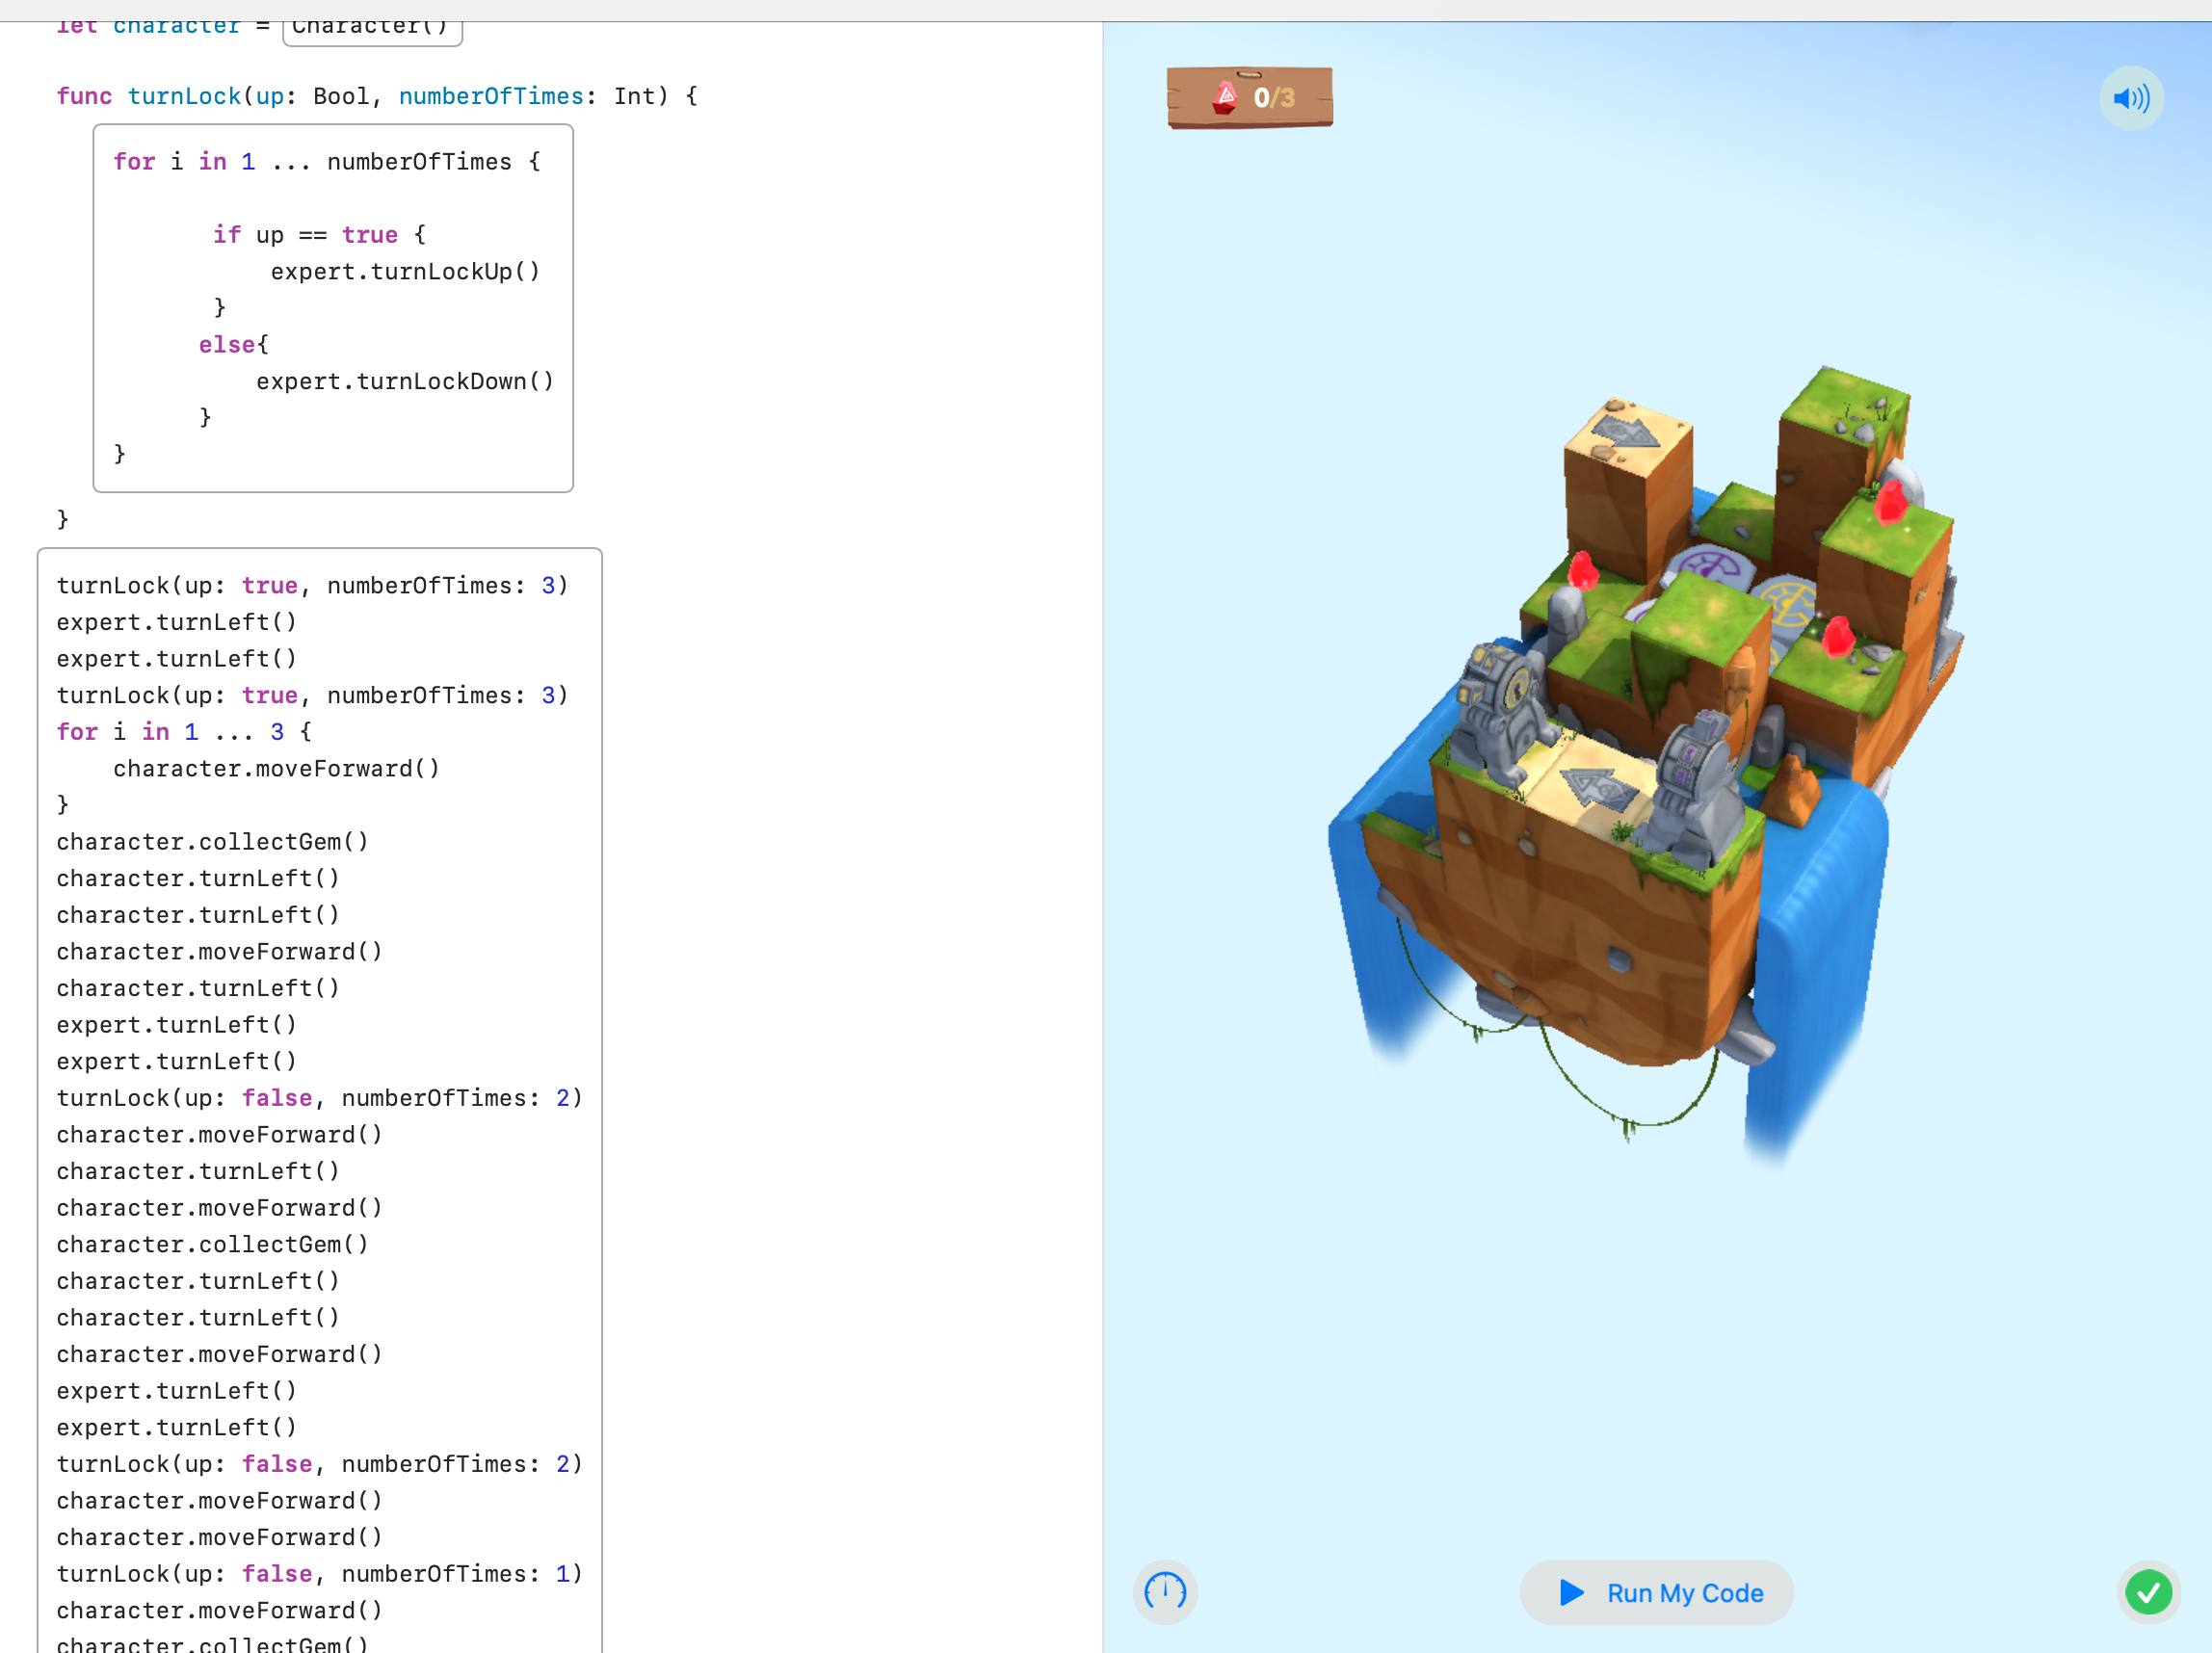 let character = Character()
func turnLock(up: Bool, numberOfTimes: Int) {
for i in 1 ... numberOfTimes {
if up == true {
expert.turnLockUp()
}
else{
expert.turnLockDown()
}
}
}
turnLock(up: true, numberOfTimes: 3)
expert.turnLeft()
expert.turnLeft()
turnLock(up: true, numberOfTimes: 3)
for i in 1 ... 3 {
character.moveForward()
}
character.collectGem()
character.turnLeft()
character.turnLeft()
character.moveForward()
character.turnLeft()
expert.turnLeft()
expert.turnLeft()
turnLock(up: false, numberOfTimes: 2)
character.moveForward()
character.turnLeft()
character.moveForward()
character.collectGem()
character.turnLeft()
character.turnLeft()
character.moveForward()
expert.turnLeft()
expert.turnLeft()
turnLock(up: false, numberOfTimes: 2)
character.moveForward()
character.moveForward()
turnLock(up: false, numberOfTimes: 1)
character.moveForward()
character.collectGem()
0/3
Run My Code